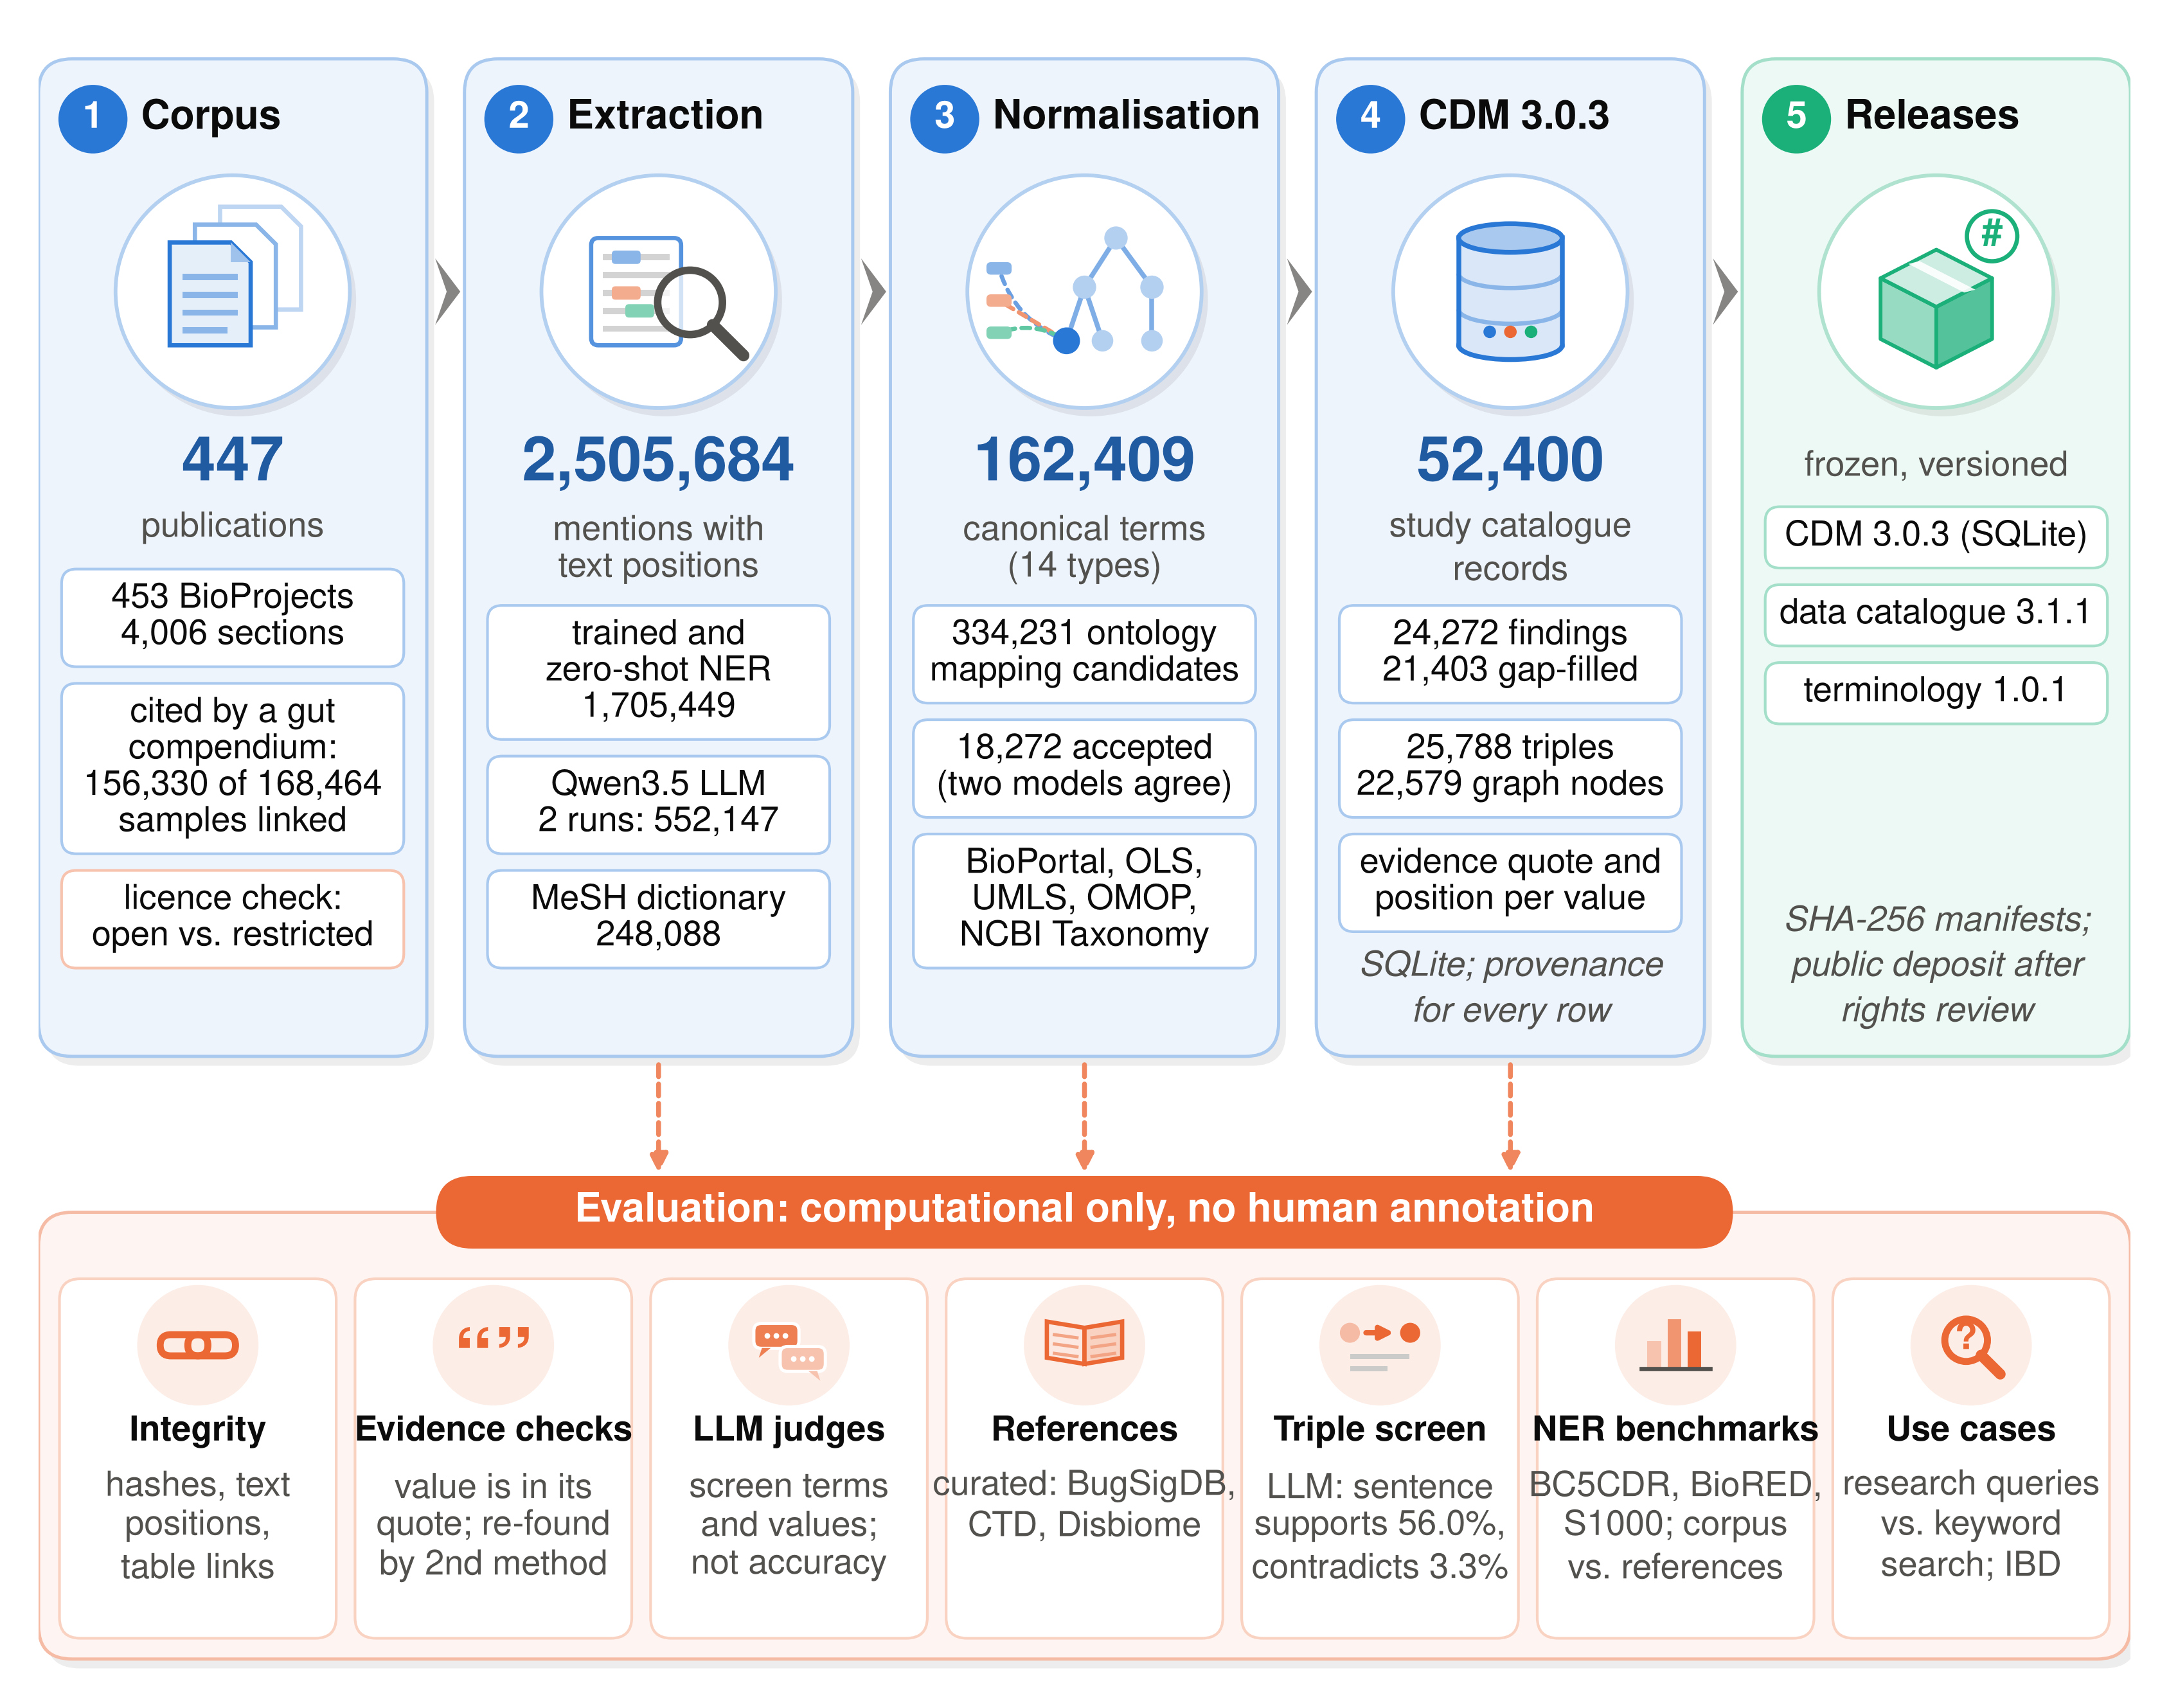 1 Corpus
447
publications
453 BioProjects
4,006 sections
cited by a gut
compendium:
156,330 of 168,464
samples linked
licence check:
open vs. restricted
2 Extraction
2,505,684
mentions with
text positions
trained and
zero-shot NER
1,705,449
Qwen3.5 LLM
2 runs: 552,147
MeSH dictionary
248,088
3 Normalisation
162,409
canonical terms
(14 types)
334,231 ontology
mapping candidates
18,272 accepted
(two models agree)
BioPortal, OLS,
UMLS, OMOP,
NCBI Taxonomy
4 CDM 3.0.3
52,400
study catalogue
records
24,272 findings
21,403 gap-filled
25,788 triples
22,579 graph nodes
evidence quote and
position per value
SQLite; provenance
for every row
5 Releases
#
frozen, versioned
CDM 3.0.3 (SQLite)
data catalogue 3.1.1
terminology 1.0.1
SHA-256 manifests;
public deposit after
rights review
Evaluation: computational only, no human annotation
Integrity
hashes, text
positions,
table links
“ ”
Evidence checks
value is in its
quote; re-found
by 2nd method
LLM judges
screen terms
and values;
not accuracy
References
curated: BugSigDB,
CTD, Disbiome
Triple screen
LLM: sentence
supports 56.0%,
contradicts 3.3%
NER benchmarks
BC5CDR, BioRED,
S1000; corpus
vs. references
?
Use cases
research queries
vs. keyword
search; IBD